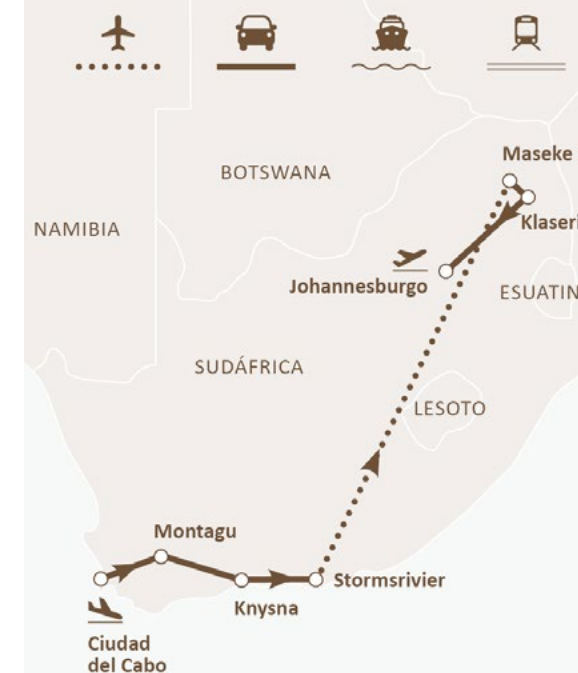 Maseke
BOTSWANA
Klaseri
NAMIBIA
Johannesburgo
ESUATIN
SUDÁFRICA
LESOTO
Montagu
Stormsrivier
Knysna
Ciudad
del Cabo